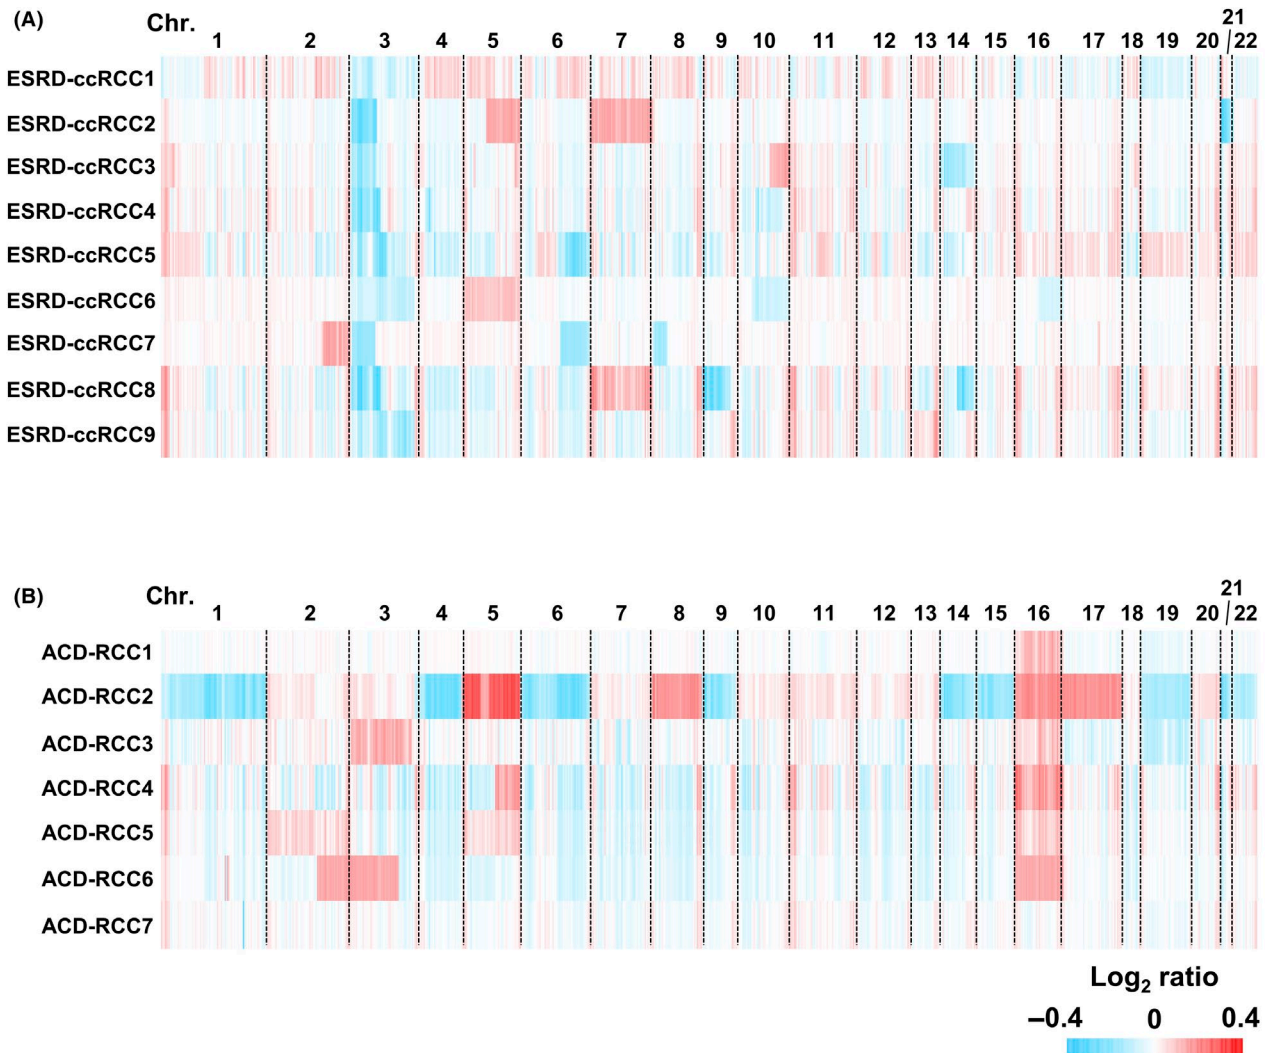 (A)
Chr. 1 2 3 4 5 6 7 8 9 10 11 12 13 14 15 16 17 18 19 20 21 22
ESRD-ccRCC1
ESRD-ccRCC2
ESRD-ccRCC3
ESRD-ccRCC4
ESRD-ccRCC5
ESRD-ccRCC6
ESRD-ccRCC7
ESRD-ccRCC8
ESRD-ccRCC9
(B)
Chr. 1 2 3 4 5 6 7 8 9 10 11 12 13 14 15 16 17 18 19 20 21 22
ACD-RCC1
ACD-RCC2
ACD-RCC3
ACD-RCC4
ACD-RCC5
ACD-RCC6
ACD-RCC7
Log₂ ratio
−0.4 0 0.4